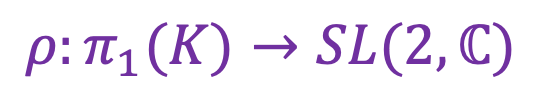 ρ: π₁(K) → SL(2, ℂ)